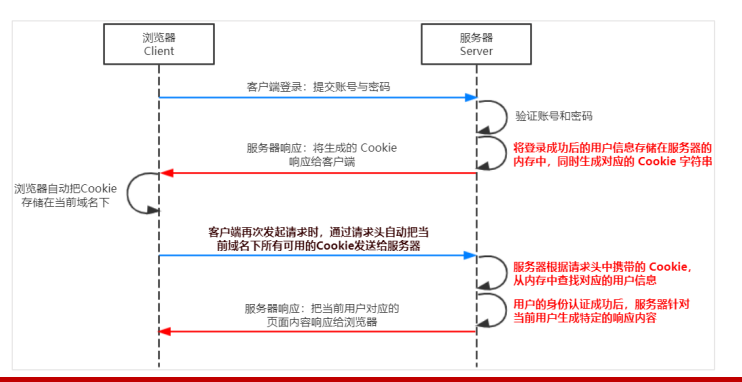 浏览器
Client
服务器
Server
客户端登录：提交账号与密码
验证账号和密码
服务器响应：将生成的 Cookie
响应给客户端
将登录成功后的用户信息存储在服务器的
内存中，同时生成对应的 Cookie 字符串
浏览器自动把Cookie
存储在当前域名下
客户端再次发起请求时，通过请求头自动把当
前域名下所有可用的Cookie发送给服务器
服务器根据请求头中携带的 Cookie，
从内存中查找对应的用户信息
服务器响应：把当前用户对应的
页面内容响应给浏览器
用户的身份认证成功后，服务器针对
当前用户生成特定的响应内容